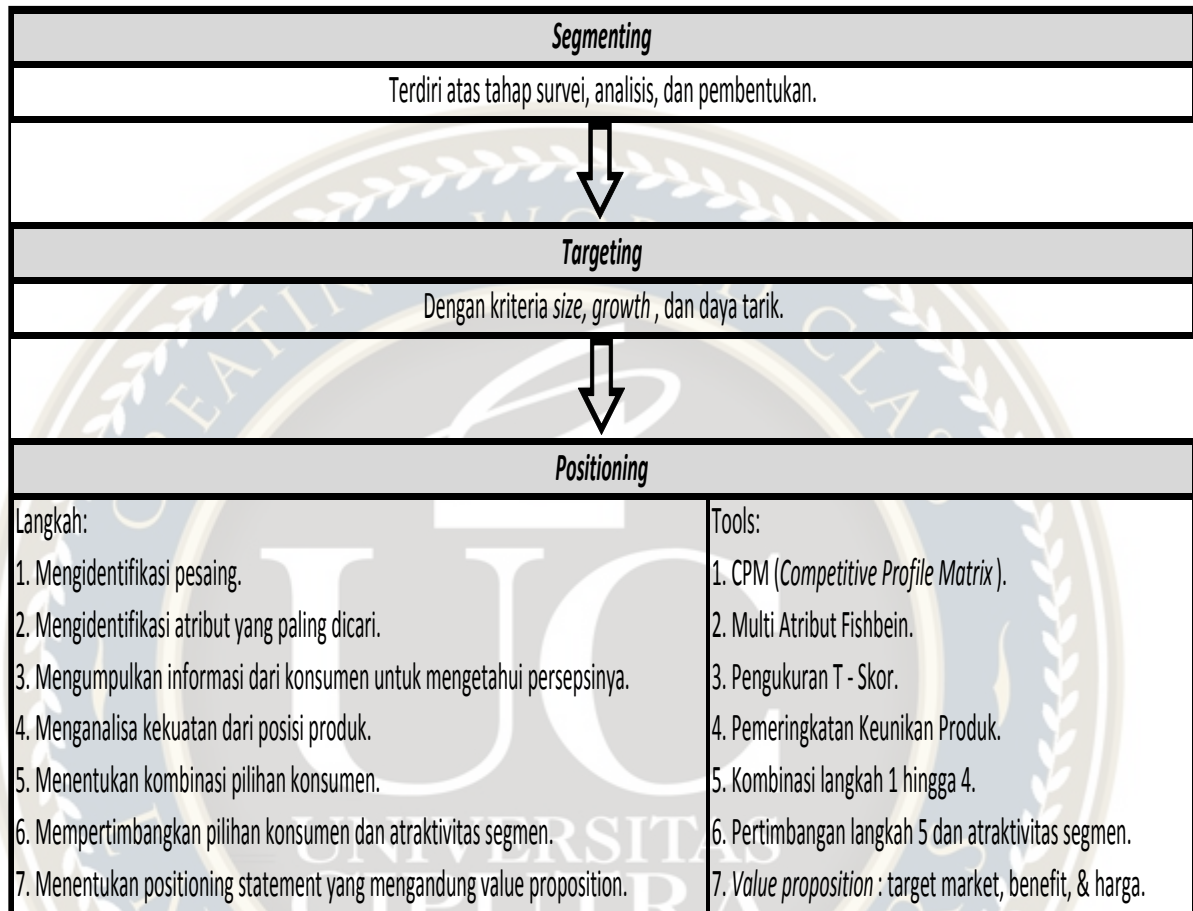 Segmenting
Terdiri atas tahap survei, analisis, dan pembentukan.
Targeting
Dengan kriteria size, growth , dan daya tarik.
Positioning
Langkah:
1. Mengidentifikasi pesaing.
2. Mengidentifikasi atribut yang paling dicari.
3. Mengumpulkan informasi dari konsumen untuk mengetahui persepsinya.
4. Menganalisa kekuatan dari posisi produk.
5. Menentukan kombinasi pilihan konsumen.
6. Mempertimbangkan pilihan konsumen dan atraktivitas segmen.
7. Menentukan positioning statement yang mengandung value proposition.
Tools:
1. CPM (Competitive Profile Matrix ).
2. Multi Atribut Fishbein.
3. Pengukuran T - Skor.
4. Pemeringkatan Keunikan Produk.
5. Kombinasi langkah 1 hingga 4.
6. Pertimbangan langkah 5 dan atraktivitas segmen.
7. Value proposition : target market, benefit, & harga.
UC
UNIVERSITAS